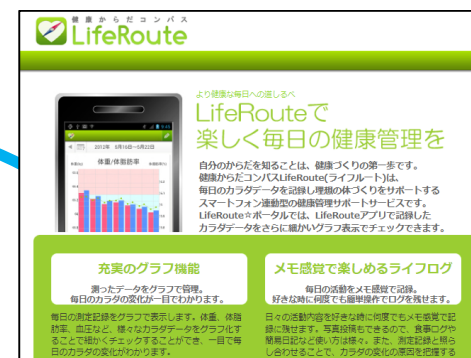 健康からだコンパス
LifeRoute
より健康な毎日への道しるべ
LifeRouteで
楽しく毎日の健康管理を
2012年 5月16日~5月22日
体重/体脂肪率
自分のからだを知ることは、健康づくりの第一歩です。
健康からだコンパスLifeRoute(ライフルート)は、
毎日のカラダデータを記録し理想の体づくりをサポートする
スマートフォン連動型の健康管理サポートサービスです。
LifeRoute☆ポータルでは、LifeRouteアプリで記録した
カラダデータをさらに細かいグラフ表示でチェックできます。
充実のグラフ機能
測ったデータをグラフで管理。
毎日のカラダの変化が一目でわかります。
毎日の測定記録をグラフで表示します。体重、体脂
肪率、血圧など、様々なカラダデータをグラフ化す
ることで細かくチェックすることができ、一目で毎
日のカラダの変化がわかります。
メモ感覚で楽しめるライフログ
毎日の活動をメモ感覚で記録。
好きな時に何度でも簡単操作でログを残せます。
日々の活動内容を好きな時に何度でもメモ感覚で記
録に残せます。写真投稿もできるので、食事ログや
簡易日記など使い方は様々。また、測定記録と照ら
し合わせることで、カラダの変化の原因を把握する